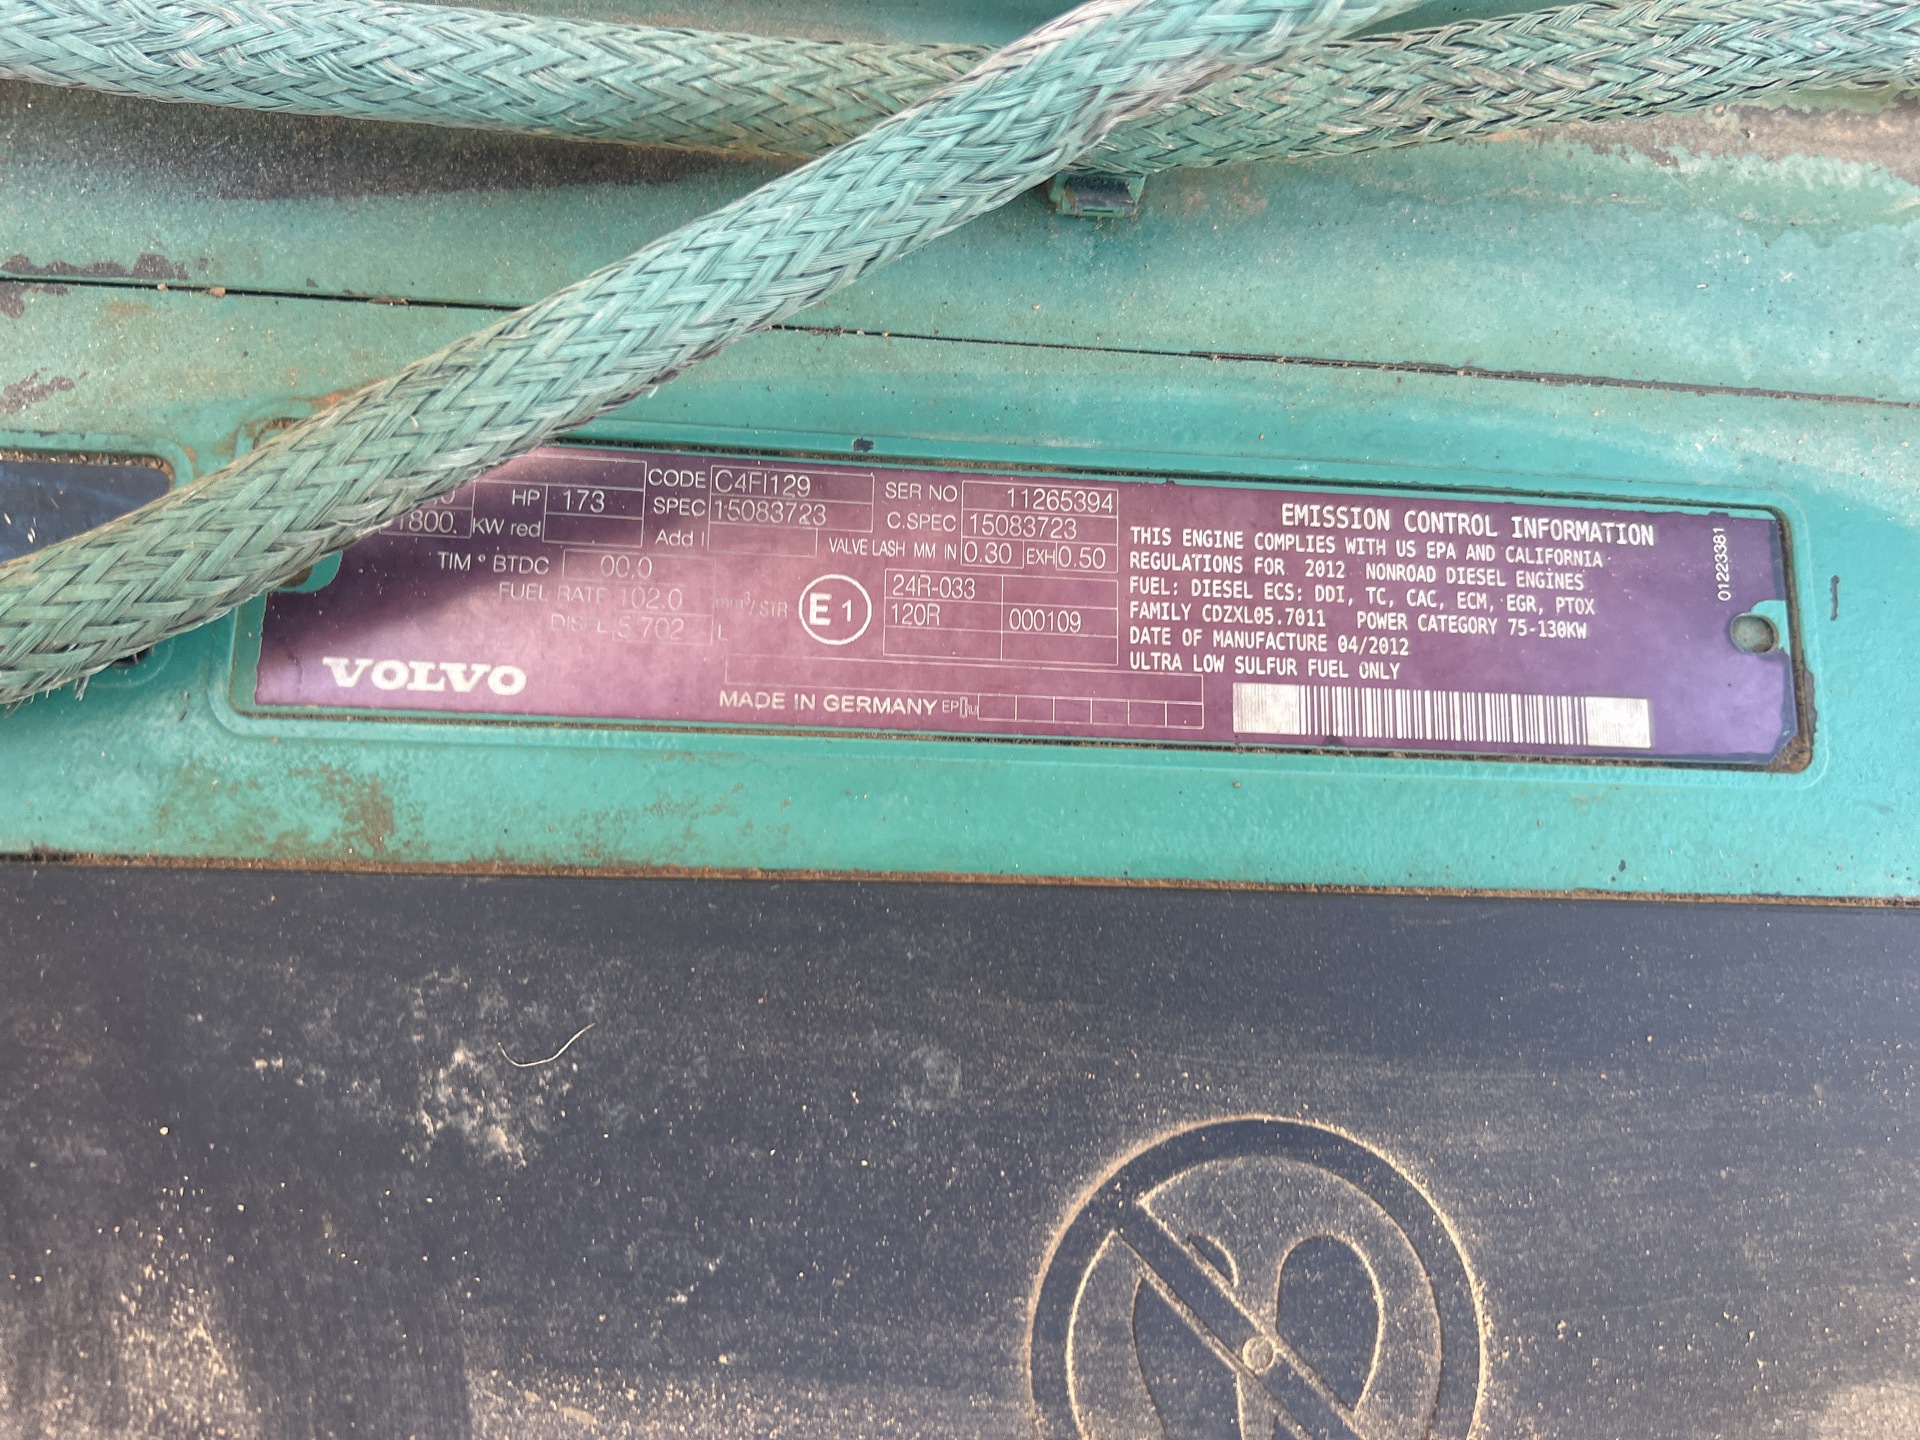 CODE C4FI129 SER NO 11265394
HP 173 SPEC 15083723 C.SPEC 15083723
1800. KW red Add I VALVE LASH MM IN 0.30 EXH 0.50
TIM ° BTDC 00,0
FUEL RATE 102.0 mm³/STR
DISPL 5.702 L
E1
24R-033
120R 000109
VOLVO
MADE IN GERMANY
EMISSION CONTROL INFORMATION
THIS ENGINE COMPLIES WITH US EPA AND CALIFORNIA
REGULATIONS FOR 2012 NONROAD DIESEL ENGINES
FUEL: DIESEL ECS: DDI, TC, CAC, ECM, EGR, PTOX
FAMILY CDZXL05.7011 POWER CATEGORY 75-130KW
DATE OF MANUFACTURE 04/2012
ULTRA LOW SULFUR FUEL ONLY
01223381